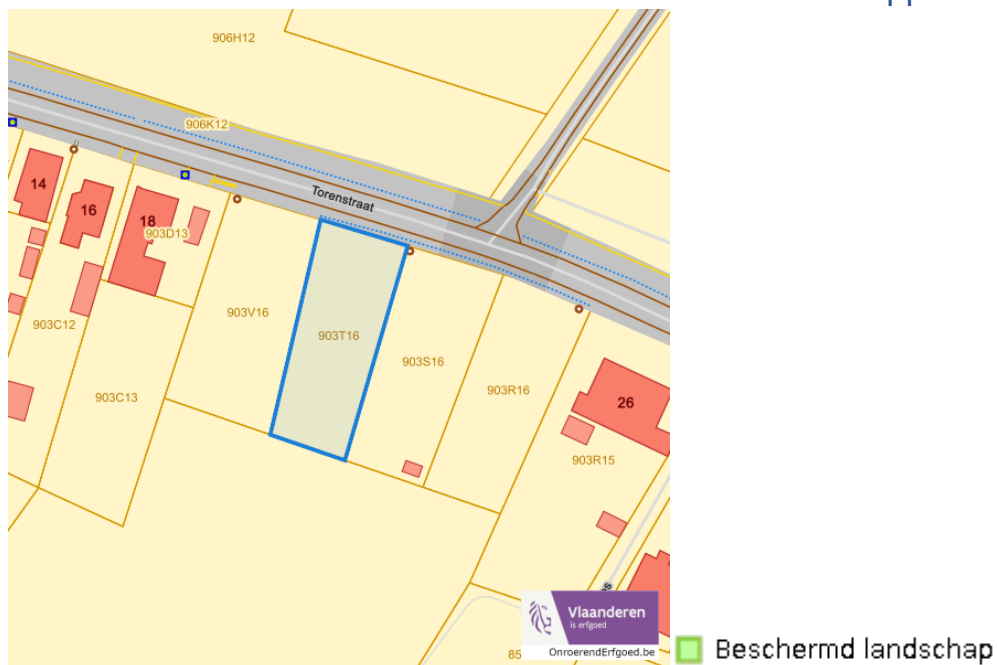 pp
906H12
906K12
Torenstraat
14
16
18
903D13
903V16
903T16
903C12
903S16
903R16
903C13
26
903R15
Vlaanderen
is erfgoed
OnroerendErfgoed.be
85
Beschermd landschap